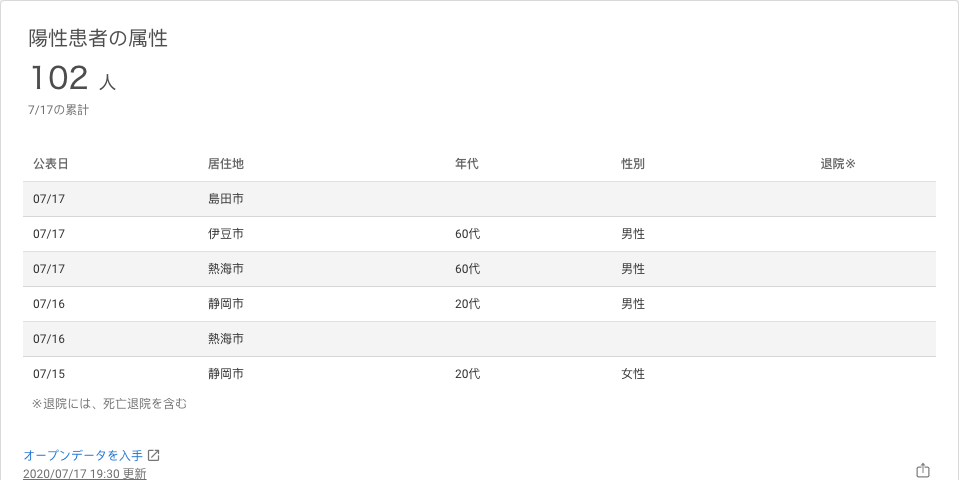 陽性患者の属性
102 人
7/17の累計
公表日 居住地 年代 性別 退院※
07/17 島田市
07/17 伊豆市 60代 男性
07/17 熱海市 60代 男性
07/16 静岡市 20代 男性
07/16 熱海市
07/15 静岡市 20代 女性
※退院には、死亡退院を含む
オープンデータを入手
2020/07/17 19:30 更新